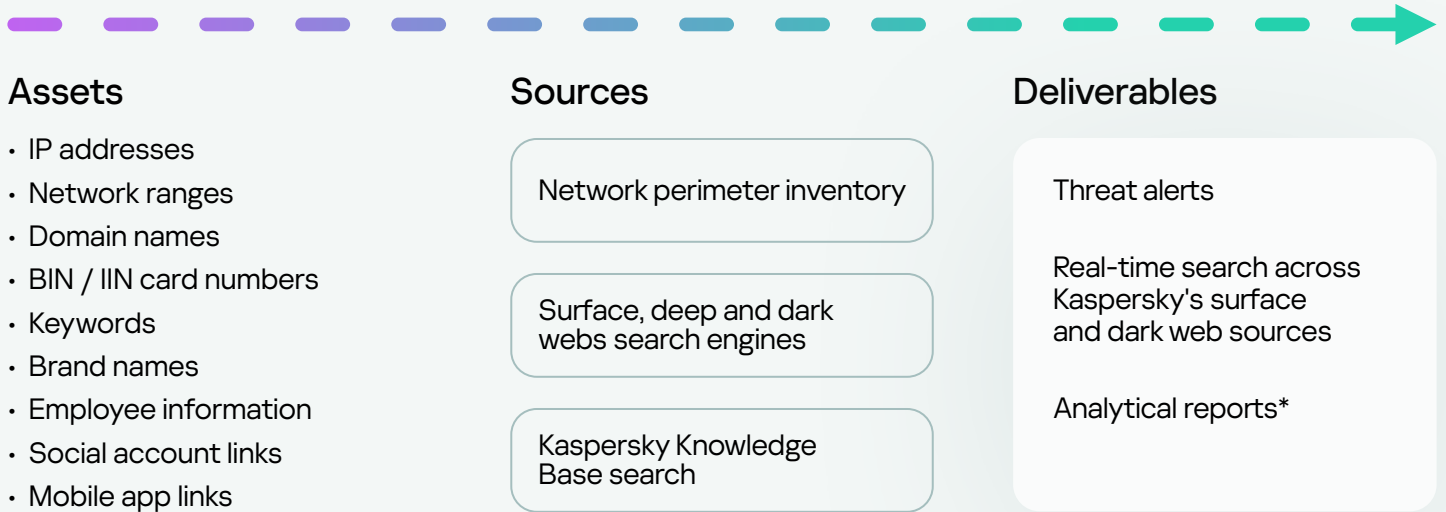 Assets
• IP addresses
• Network ranges
• Domain names
• BIN / IIN card numbers
• Keywords
• Brand names
• Employee information
• Social account links
• Mobile app links
Sources
Network perimeter inventory
Surface, deep and dark
webs search engines
Kaspersky Knowledge
Base search
Deliverables
Threat alerts
Real-time search across
Kaspersky's surface
and dark web sources
Analytical reports*